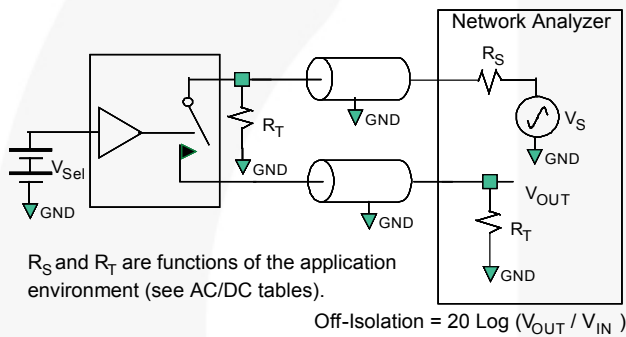 Network Analyzer
R_S
V_S
GND
R_T
GND
GND
V_Sel
GND
GND
V_OUT
R_T
GND
R_S and R_T are functions of the application
environment (see AC/DC tables).
Off-Isolation = 20 Log (V_OUT / V_IN )